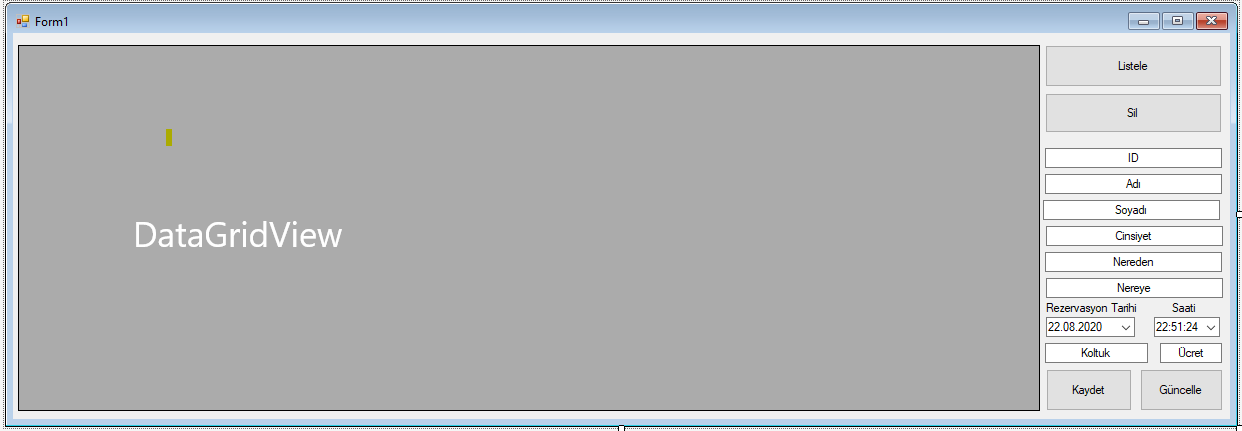 Form1
Listele
Sil
ID
Adı
Soyadı
Cinsiyet
Nereden
Nereye
Rezervasyon Tarihi Saati
22.08.2020 22:51:24
Koltuk Ücret
Kaydet Güncelle
DataGridView